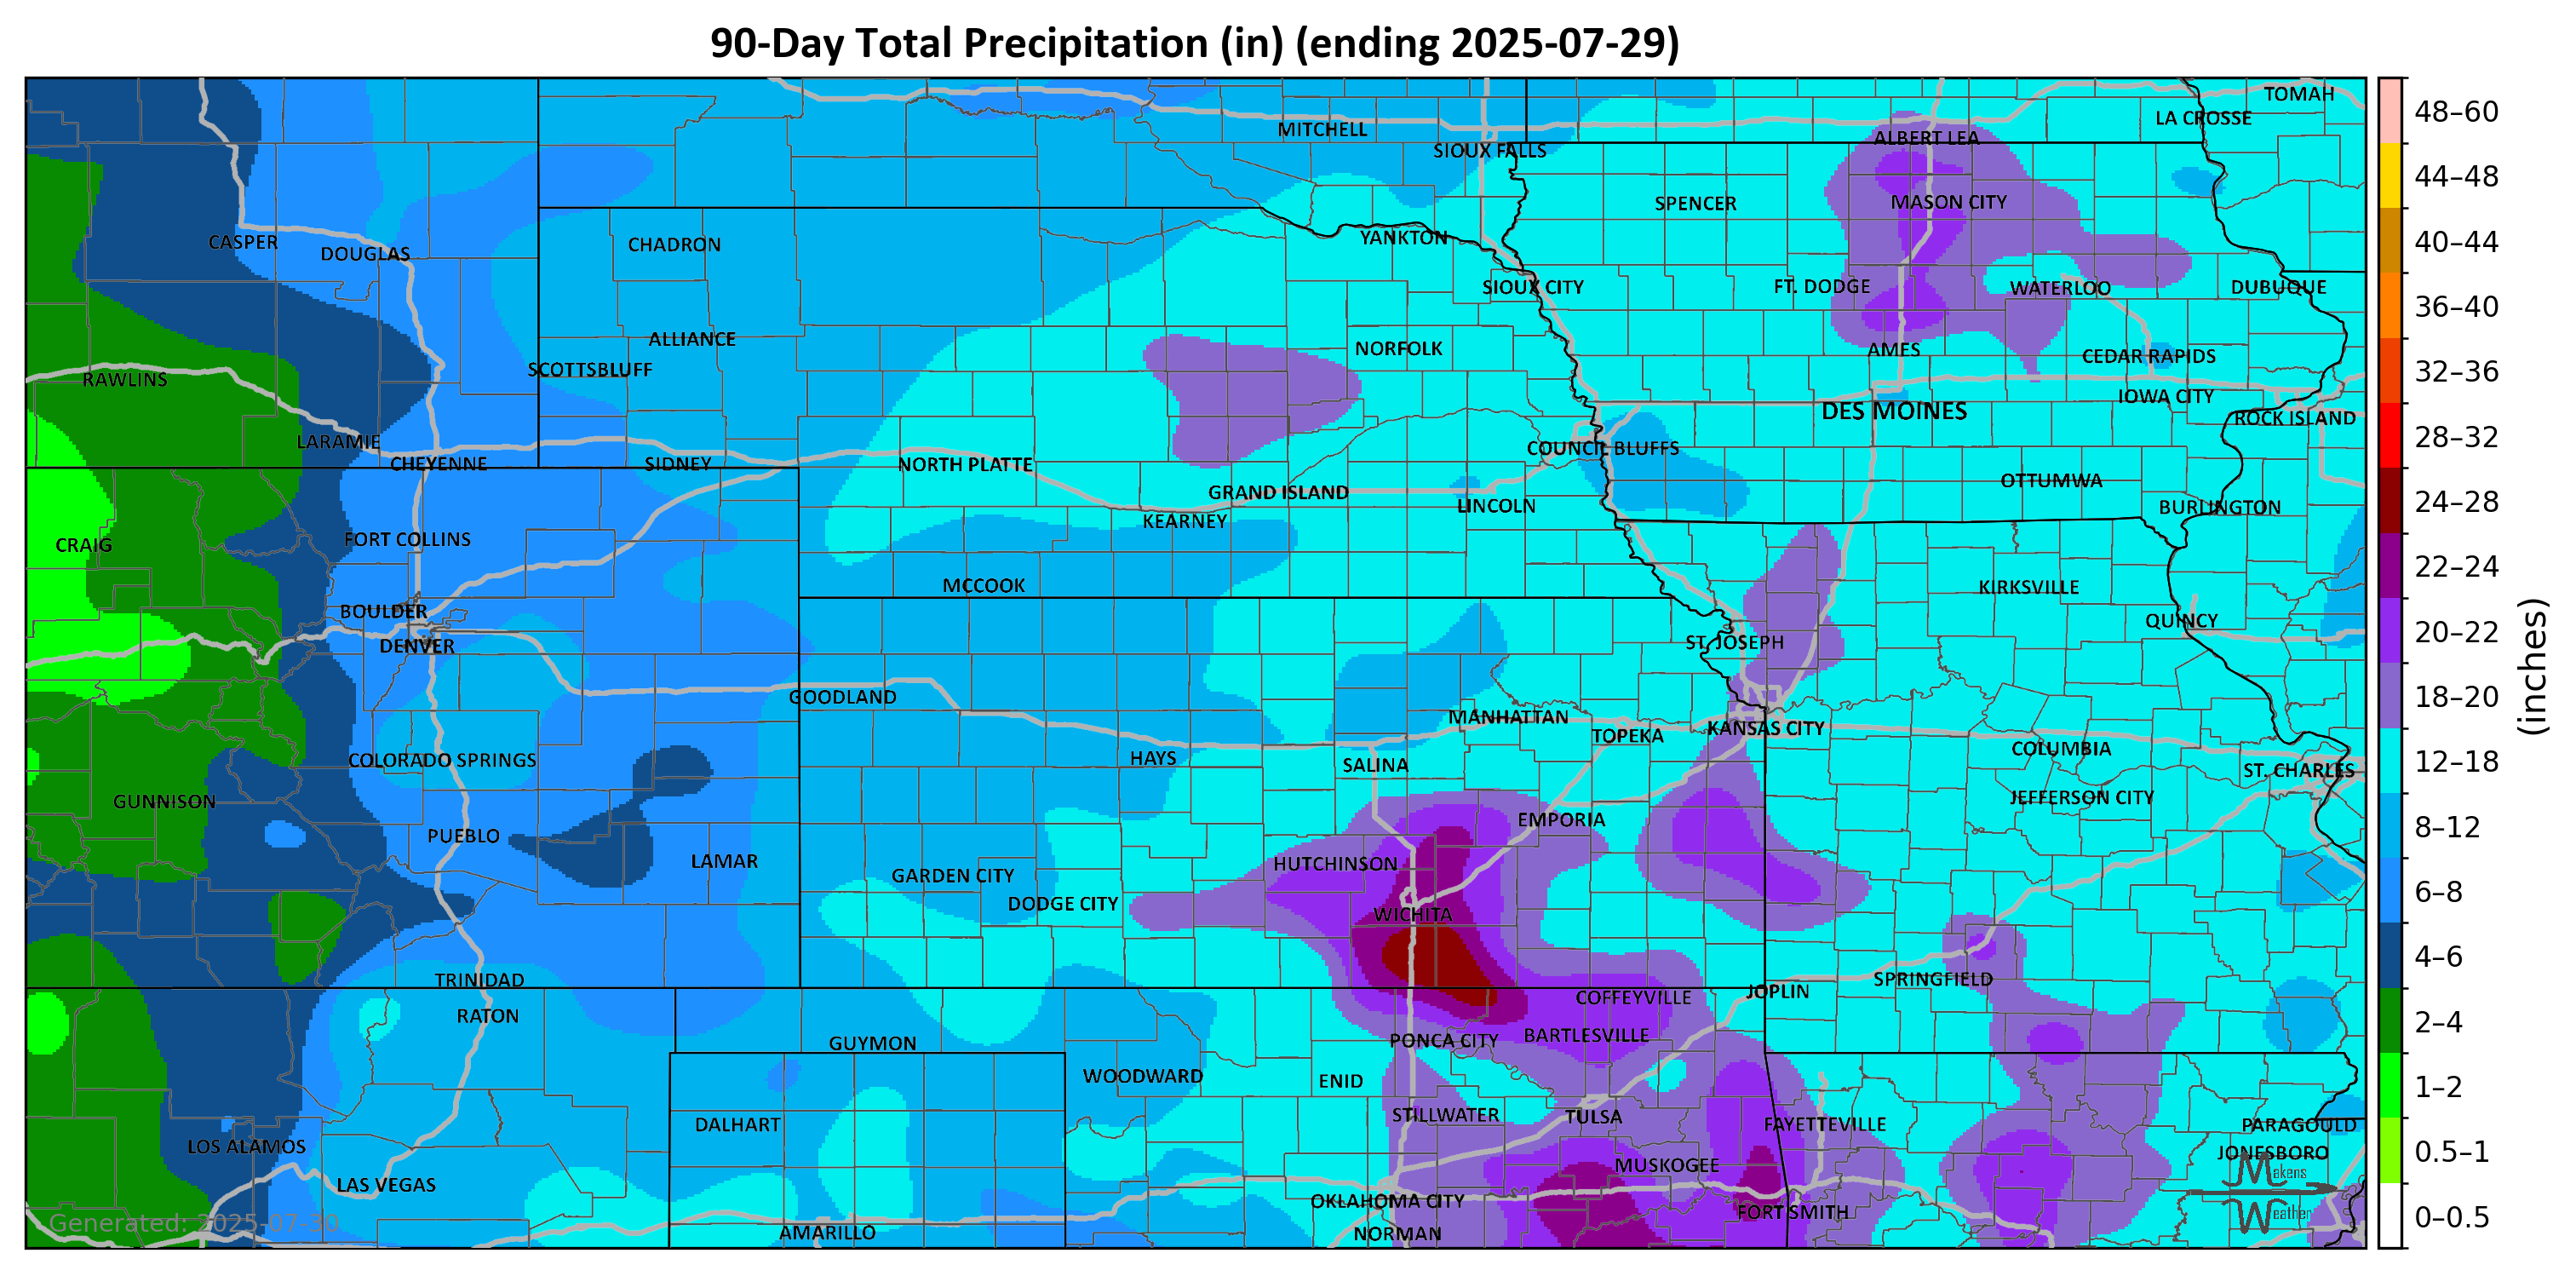 90-Day Total Precipitation (in) (ending 2025-07-29)
TOMAH
LA CROSSE
MITCHELL
ALBERT LEA
SIOUX FALLS
SPENCER
MASON CITY
CASPER
DOUGLAS
CHADRON
YANKTON
SIOUX CITY
FT. DODGE
WATERLOO
DUBUQUE
ALLIANCE
NORFOLK
AMES
CEDAR RAPIDS
SCOTTSBLUFF
RAWLINS
IOWA CITY
DES MOINES
ROCK ISLAND
LARAMIE
COUNCIL BLUFFS
CHEYENNE
SIDNEY
NORTH PLATTE
OTTUMWA
GRAND ISLAND
LINCOLN
BURLINGTON
KEARNEY
CRAIG
FORT COLLINS
MCCOOK
KIRKSVILLE
BOULDER
QUINCY
DENVER
ST. JOSEPH
GOODLAND
MANHATTAN
KANSAS CITY
TOPEKA
COLUMBIA
COLORADO SPRINGS
HAYS
SALINA
ST. CHARLES
GUNNISON
JEFFERSON CITY
EMPORIA
PUEBLO
LAMAR
HUTCHINSON
GARDEN CITY
DODGE CITY
WICHITA
TRINIDAD
SPRINGFIELD
JOPLIN
COFFEYVILLE
RATON
BARTLESVILLE
GUYMON
PONCA CITY
WOODWARD
ENID
STILLWATER
TULSA
DALHART
FAYETTEVILLE
PARAGOULD
LOS ALAMOS
JONESBORO
MUSKOGEE
LAS VEGAS
OKLAHOMA CITY
FORT SMITH
AMARILLO
NORMAN
Generated: 2025-07-30
Makens
Weather
48–60
44–48
40–44
36–40
32–36
28–32
24–28
22–24
20–22
18–20
12–18
8–12
6–8
4–6
2–4
1–2
0.5–1
0–0.5
(inches)